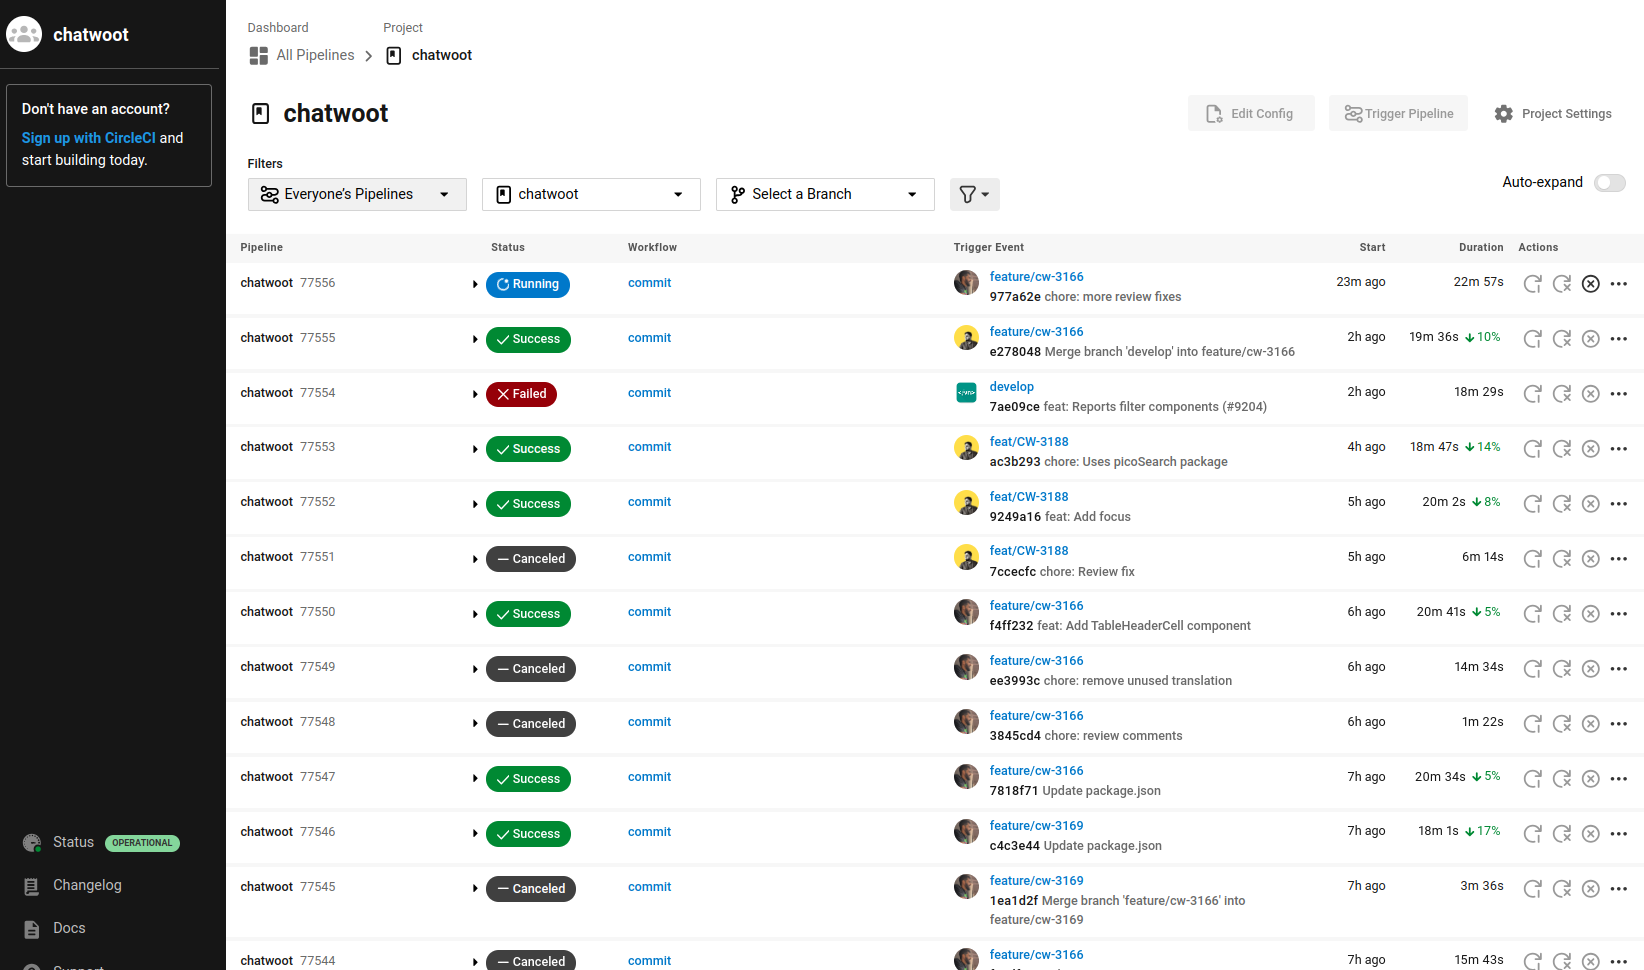 chatwoot
Don't have an account?
Sign up with CircleCI and
start building today.
Status OPERATIONAL
Changelog
Docs
Support
Dashboard Project
All Pipelines chatwoot
chatwoot
Edit Config Trigger Pipeline Project Settings
Filters
Everyone's Pipelines chatwoot Select a Branch Auto-expand
Pipeline Status Workflow Trigger Event Start Duration Actions
chatwoot 77556 Running commit feature/cw-3166 23m ago 22m 57s
977a62e chore: more review fixes
chatwoot 77555 Success commit feature/cw-3166 2h ago 19m 36s 10%
e278048 Merge branch 'develop' into feature/cw-3166
chatwoot 77554 Failed commit develop 2h ago 18m 29s
7ae09ce feat: Reports filter components (#9204)
chatwoot 77553 Success commit feat/CW-3188 4h ago 18m 47s 14%
ac3b293 chore: Uses picoSearch package
chatwoot 77552 Success commit feat/CW-3188 5h ago 20m 2s 8%
9249a16 feat: Add focus
chatwoot 77551 Canceled commit feat/CW-3188 5h ago 6m 14s
7ccecfc chore: Review fix
chatwoot 77550 Success commit feature/cw-3166 6h ago 20m 41s 5%
f4ff232 feat: Add TableHeaderCell component
chatwoot 77549 Canceled commit feature/cw-3166 6h ago 14m 34s
ee3993c chore: remove unused translation
chatwoot 77548 Canceled commit feature/cw-3166 6h ago 1m 22s
3845cd4 chore: review comments
chatwoot 77547 Success commit feature/cw-3166 7h ago 20m 34s 5%
7818f71 Update package.json
chatwoot 77546 Success commit feature/cw-3169 7h ago 18m 1s 17%
c4c3e44 Update package.json
chatwoot 77545 Canceled commit feature/cw-3169 7h ago 3m 36s
1ea1d2f Merge branch 'feature/cw-3166' into
feature/cw-3169
chatwoot 77544 Canceled commit feature/cw-3166 7h ago 15m 43s